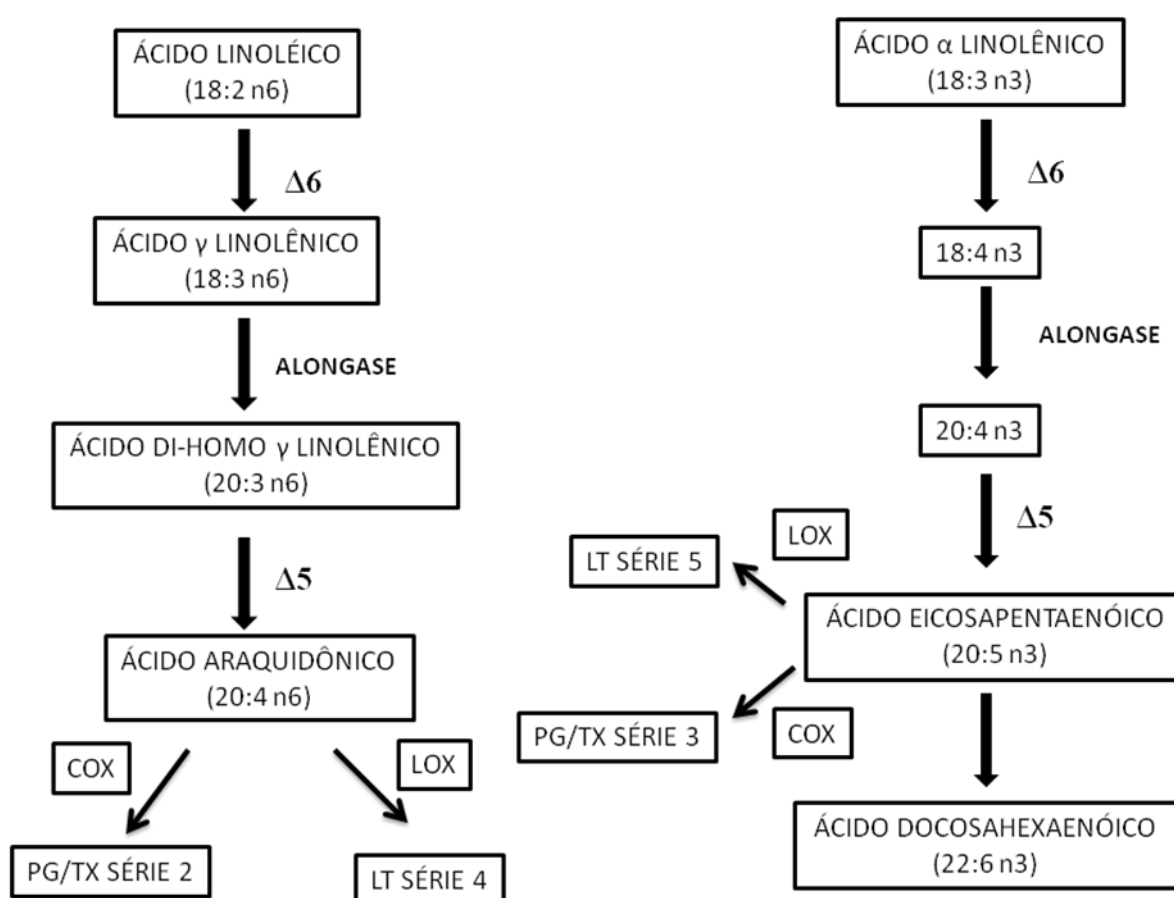 ÁCIDO LINOLÉICO
(18:2 n6)
Δ6
ÁCIDO γ LINOLÊNICO
(18:3 n6)
ALONGASE
ÁCIDO DI-HOMO γ LINOLÊNICO
(20:3 n6)
Δ5
ÁCIDO ARAQUIDÔNICO
(20:4 n6)
COX
LOX
PG/TX SÉRIE 2
LT SÉRIE 4
ÁCIDO α LINOLÊNICO
(18:3 n3)
Δ6
18:4 n3
ALONGASE
20:4 n3
Δ5
LOX
LT SÉRIE 5
ÁCIDO EICOSAPENTAENÓICO
(20:5 n3)
PG/TX SÉRIE 3
COX
ÁCIDO DOCOSAHEXAENÓICO
(22:6 n3)